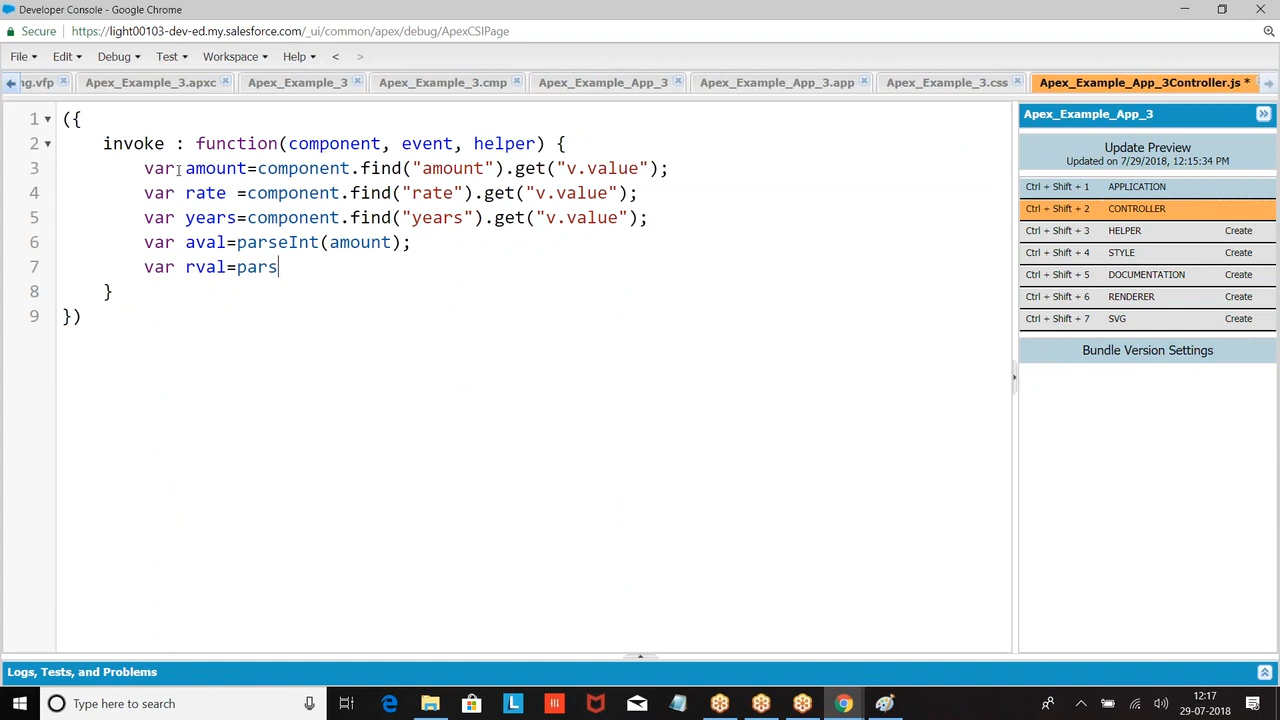 Developer Console - Google Chrome
Secure https://light00103-dev-ed.my.salesforce.com/_ui/common/apex/debug/ApexCSIPage
File Edit Debug Test Workspace Help < >
ng.vfp Apex_Example_3.apxc Apex_Example_3 Apex_Example_3.cmp Apex_Example_App_3 Apex_Example_App_3.app Apex_Example_3.css Apex_Example_App_3Controller.js *
1 ({
2 invoke : function(component, event, helper) {
3 var amount=component.find("amount").get("v.value");
4 var rate =component.find("rate").get("v.value");
5 var years=component.find("years").get("v.value");
6 var aval=parseInt(amount);
7 var rval=pars
8 }
9 })
Apex_Example_App_3
Update Preview
Updated on 7/29/2018, 12:15:34 PM
Ctrl + Shift + 1 APPLICATION
Ctrl + Shift + 2 CONTROLLER
Ctrl + Shift + 3 HELPER Create
Ctrl + Shift + 4 STYLE Create
Ctrl + Shift + 5 DOCUMENTATION Create
Ctrl + Shift + 6 RENDERER Create
Ctrl + Shift + 7 SVG Create
Bundle Version Settings
Logs, Tests, and Problems
Type here to search
12:17
29-07-2018